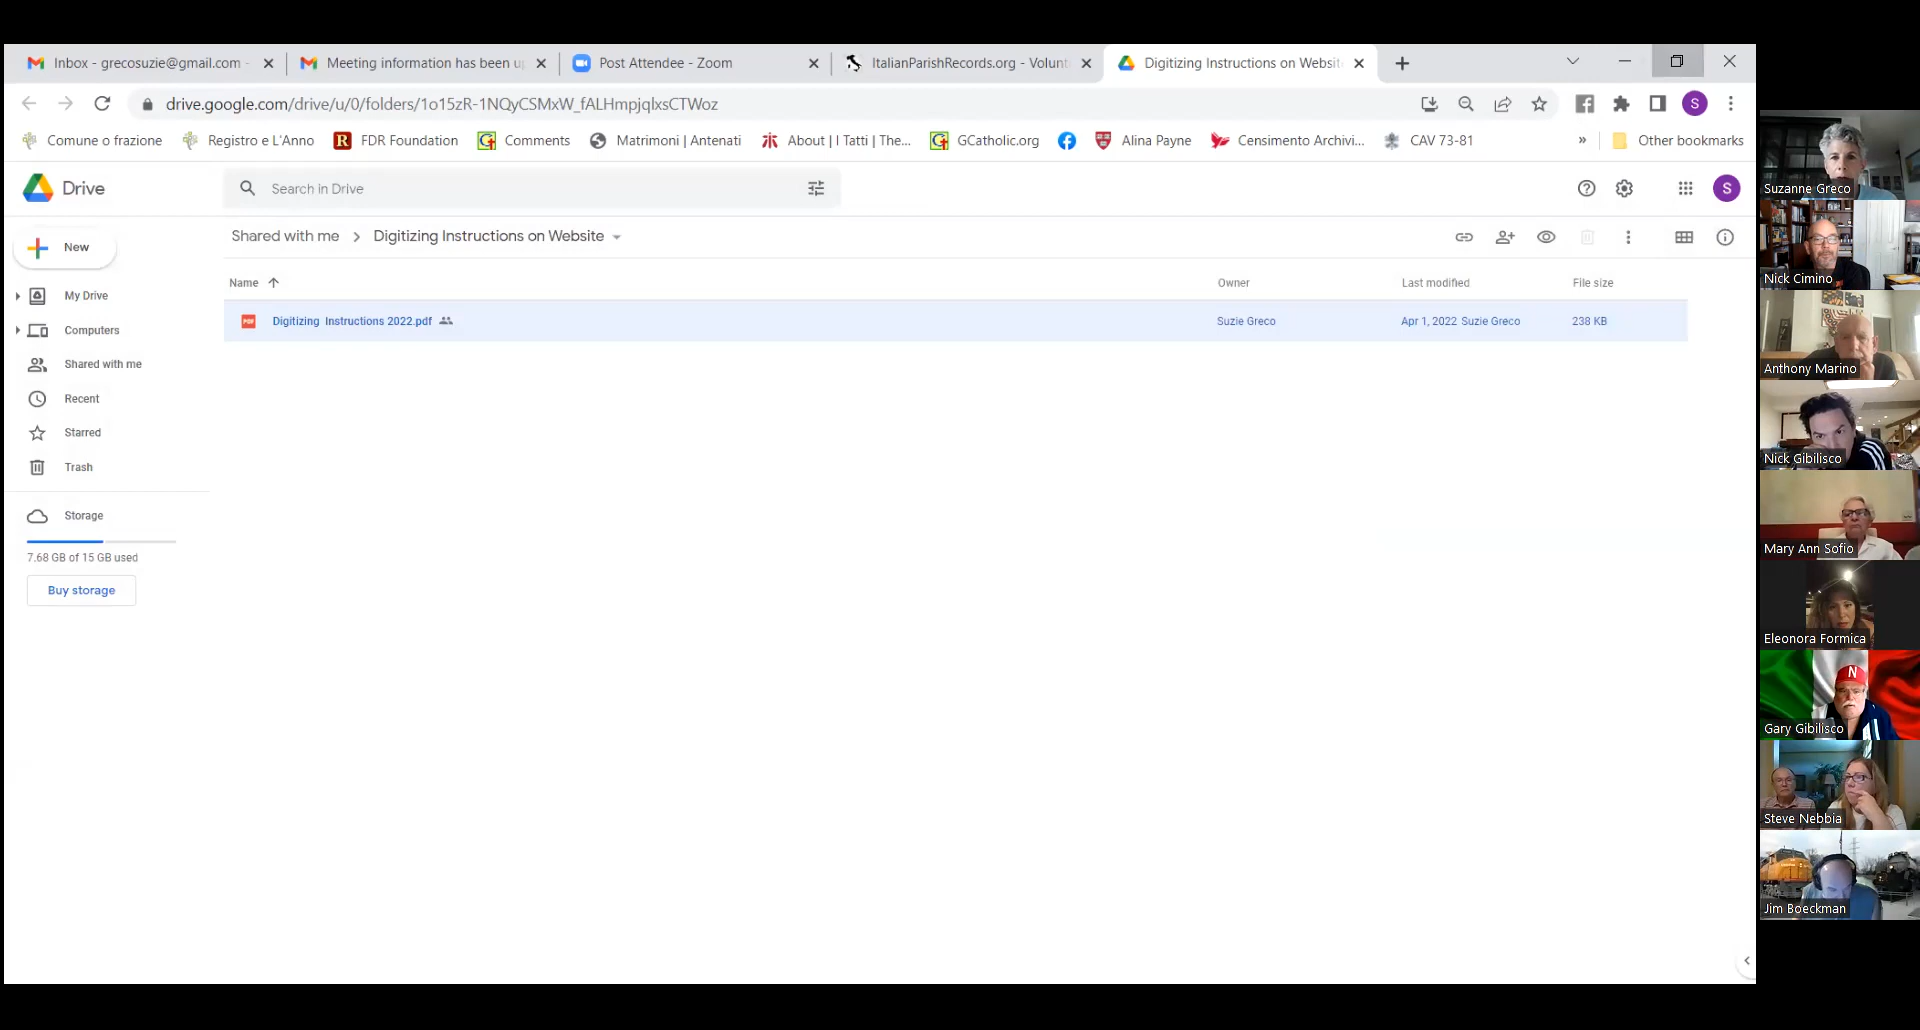 Inbox - grecosuzie@gmail.com - Meeting information has been u Post Attendee - Zoom ItalianParishRecords.org - Volunt Digitizing Instructions on Websit
drive.google.com/drive/u/0/folders/1o15zR-1NQyCSMxW_fALHmpjqlxsCTWoz S
Comune o frazione Registro e L'Anno R FDR Foundation Comments Matrimoni | Antenati About | I Tatti | The... GCatholic.org Alina Payne Censimento Archivi... CAV 73-81 » Other bookmarks
Drive Search in Drive S
New Shared with me > Digitizing Instructions on Website
Name Owner Last modified File size
PDF Digitizing Instructions 2022.pdf Suzie Greco Apr 1, 2022 Suzie Greco 238 KB
My Drive
Computers
Shared with me
Recent
Starred
Trash
Storage
7.68 GB of 15 GB used
Buy storage
Suzanne Greco
Nick Cimino
Anthony Marino
Nick Gibilisco
Mary Ann Sofio
Eleonora Formica
N
Gary Gibilisco
Steve Nebbia
Jim Boeckman